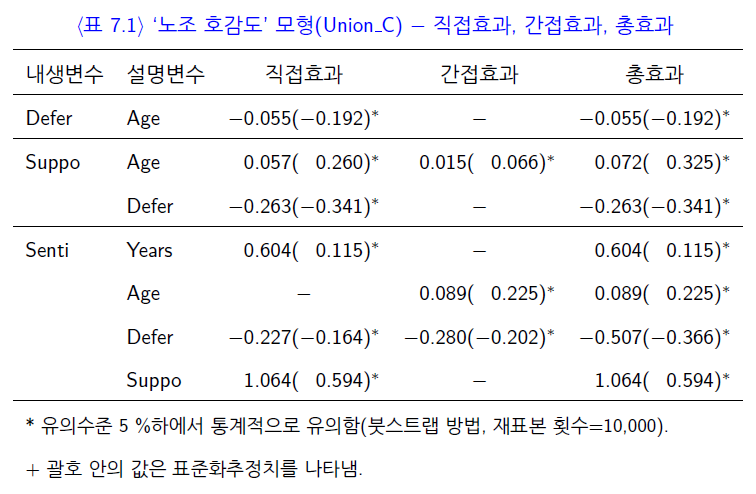 〈표 7.1〉 ‘노조 호감도’ 모형(Union_C) − 직접효과, 간접효과, 총효과
내생변수 설명변수 직접효과 간접효과 총효과
Defer Age −0.055(−0.192)* − −0.055(−0.192)*
Suppo Age 0.057( 0.260)* 0.015( 0.066)* 0.072( 0.325)*
Defer −0.263(−0.341)* − −0.263(−0.341)*
Senti Years 0.604( 0.115)* − 0.604( 0.115)*
Age − 0.089( 0.225)* 0.089( 0.225)*
Defer −0.227(−0.164)* −0.280(−0.202)* −0.507(−0.366)*
Suppo 1.064( 0.594)* − 1.064( 0.594)*
* 유의수준 5 %하에서 통계적으로 유의함(붓스트랩 방법, 재표본 횟수=10,000).
+ 괄호 안의 값은 표준화추정치를 나타냄.